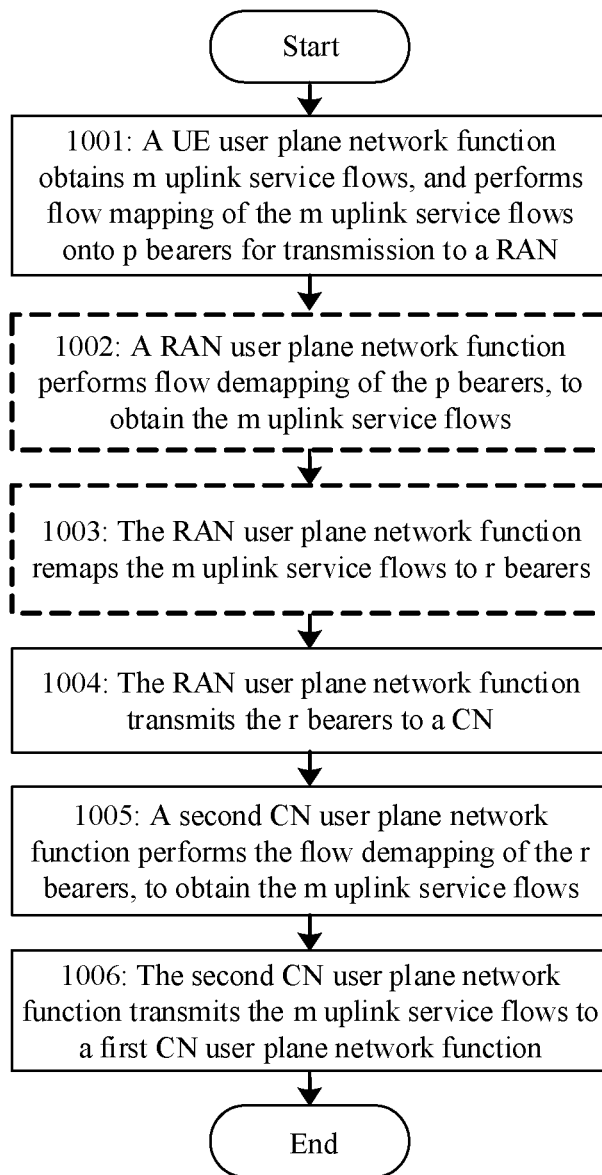 Start
1001: A UE user plane network function
obtains m uplink service flows, and performs
flow mapping of the m uplink service flows
onto p bearers for transmission to a RAN
1002: A RAN user plane network function
performs flow demapping of the p bearers, to
obtain the m uplink service flows
1003: The RAN user plane network function
remaps the m uplink service flows to r bearers
1004: The RAN user plane network function
transmits the r bearers to a CN
1005: A second CN user plane network
function performs the flow demapping of the r
bearers, to obtain the m uplink service flows
1006: The second CN user plane network
function transmits the m uplink service flows to
a first CN user plane network function
End